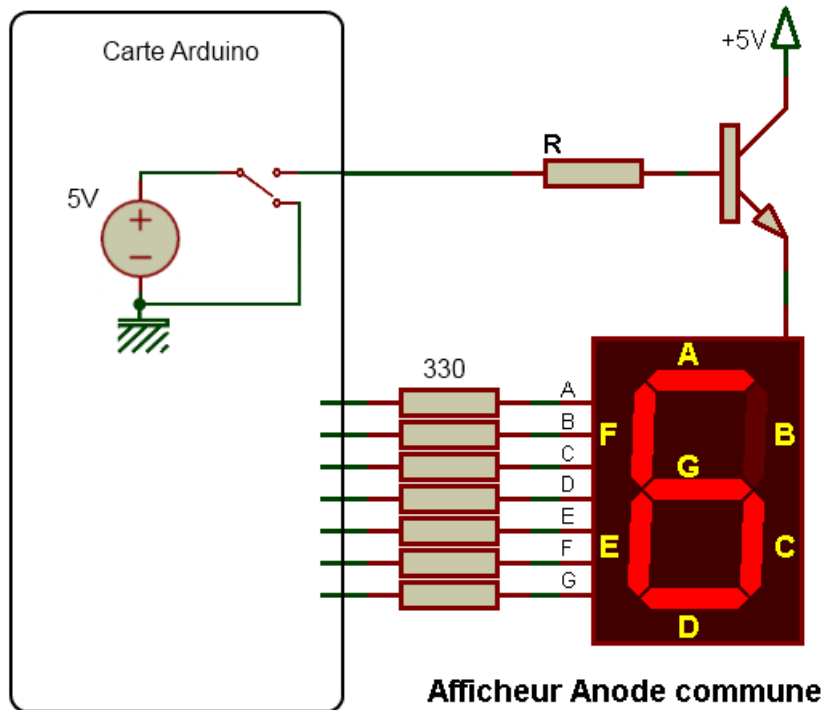 Carte Arduino
+5V
R
5V
330
A
B
C
D
E
F
G
A
F
B
G
E
C
D
Afficheur Anode commune